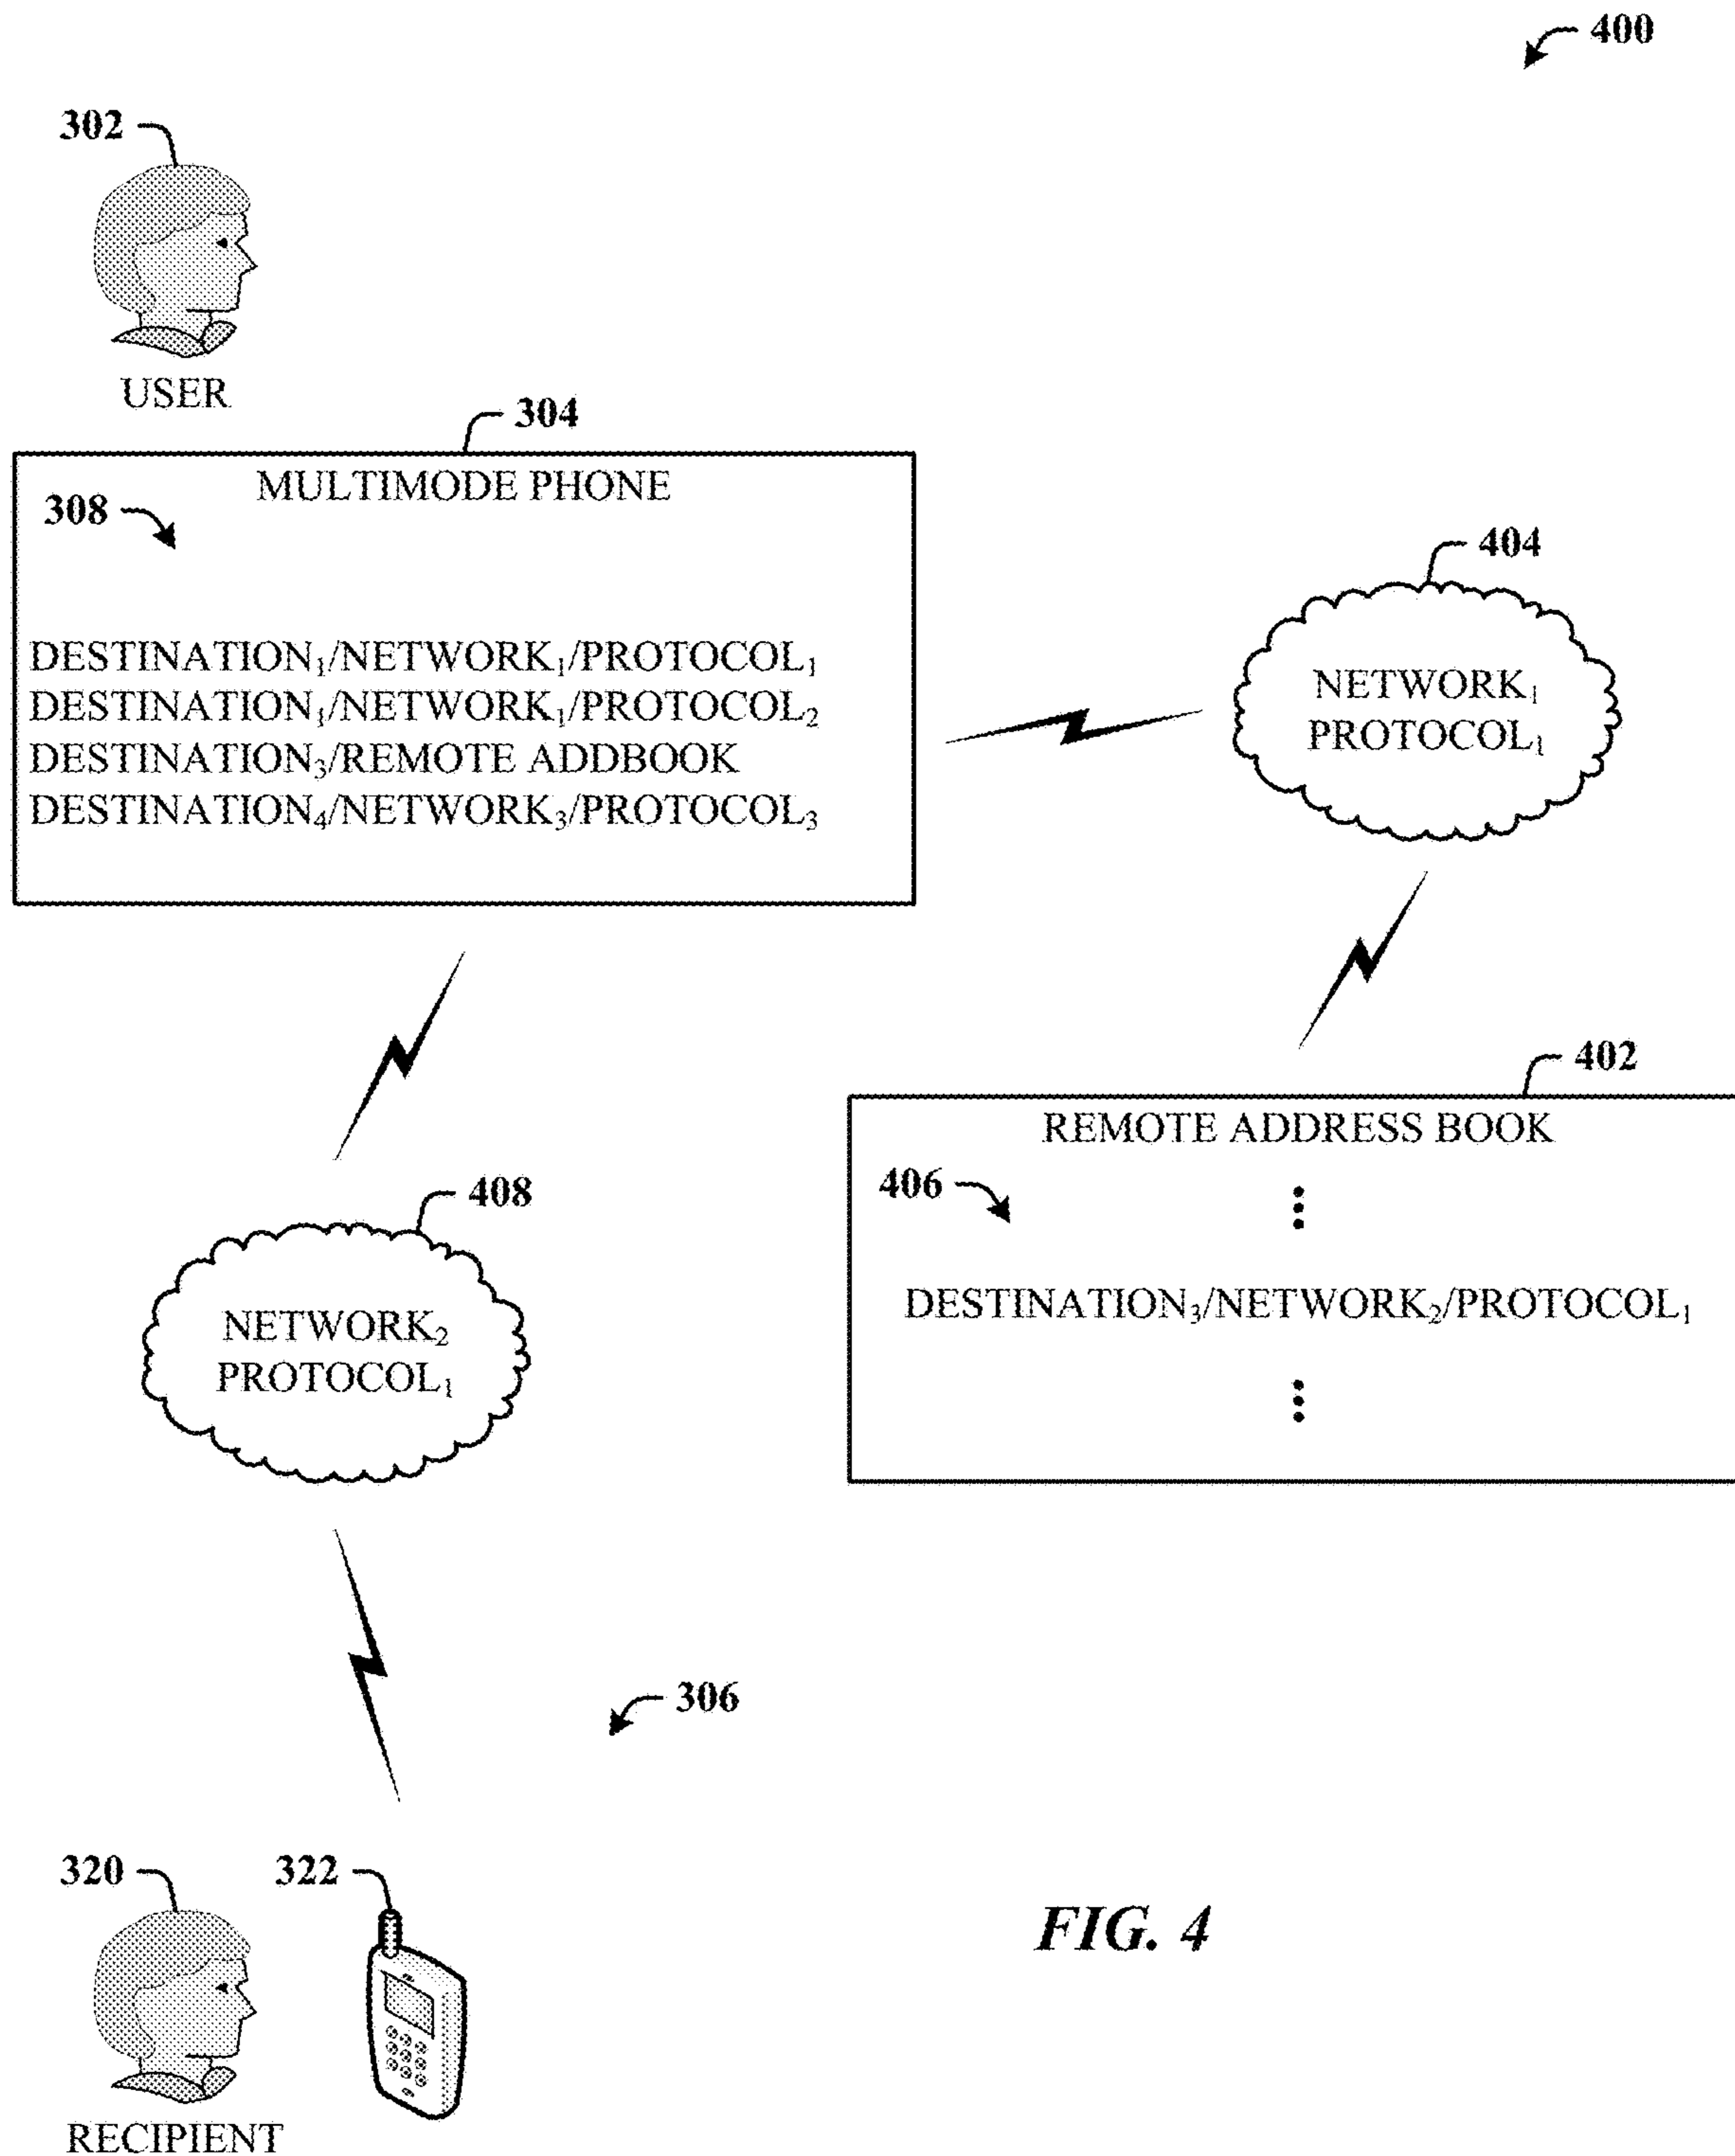 400
302
USER
304
MULTIMODE PHONE
308
DESTINATION₁/NETWORK₁/PROTOCOL₁
DESTINATION₁/NETWORK₁/PROTOCOL₂
DESTINATION₃/REMOTE ADDBOOK
DESTINATION₄/NETWORK₃/PROTOCOL₃
404
NETWORK₁
PROTOCOL₁
402
REMOTE ADDRESS BOOK
406
DESTINATION₃/NETWORK₂/PROTOCOL₁
408
NETWORK₂
PROTOCOL₁
306
320
322
RECIPIENT
FIG. 4